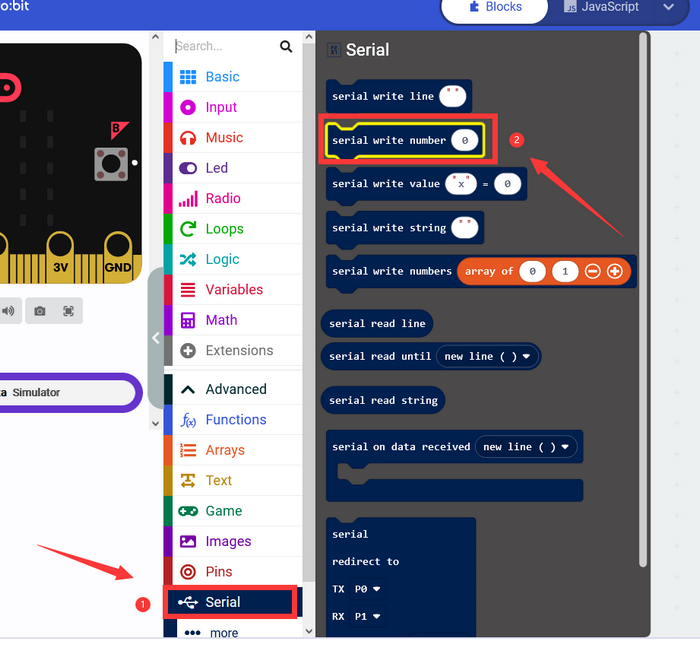 o:bit
Blocks
JavaScript
B
3V
GND
a Simulator
Search...
Basic
Input
Music
Led
Radio
Loops
Logic
Variables
Math
Extensions
Advanced
Functions
Arrays
Text
Game
Images
Pins
1
Serial
more
Serial
serial write line " "
serial write number 0
2
serial write value "x" = 0
serial write string " "
serial write numbers array of 0 1
serial read line
serial read until new line ( )
serial read string
serial on data received new line ( )
serial
redirect to
TX P0
RX P1